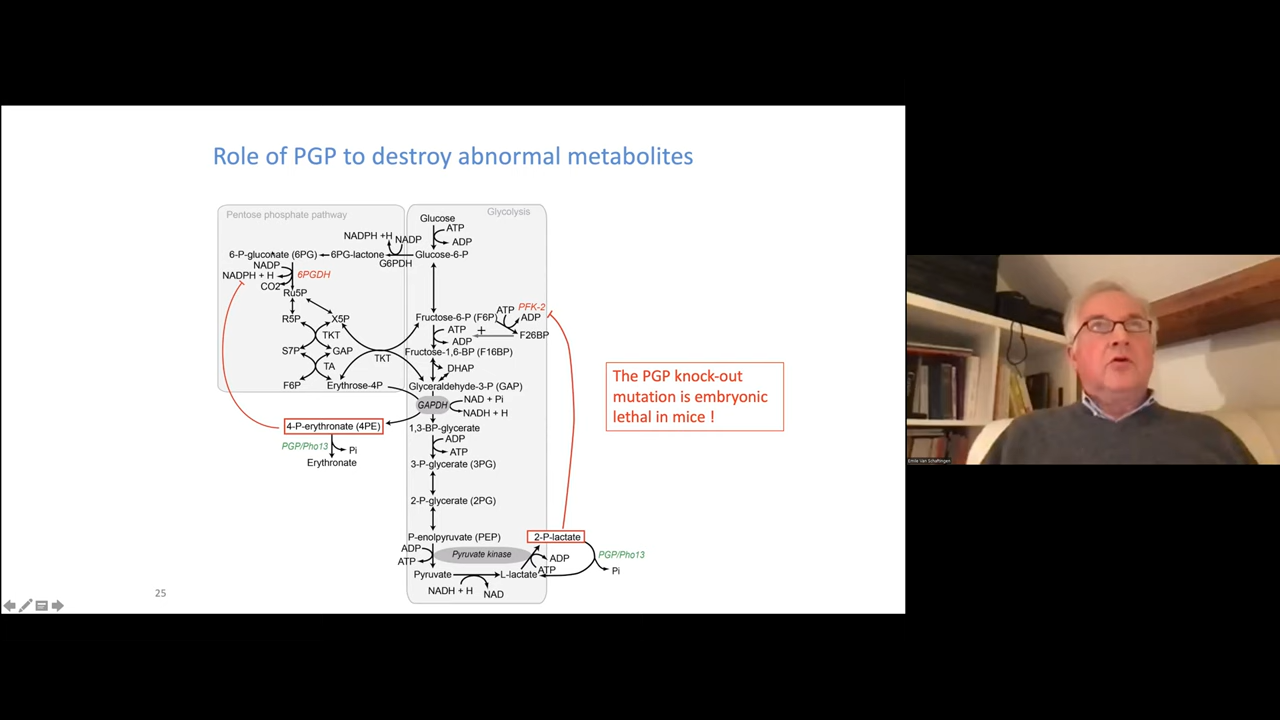 Role of PGP to destroy abnormal metabolites
Pentose phosphate pathway
Glycolysis
Glucose
ATP
ADP
NADPH +H
NADP
6-P-gluconate (6PG)
6PG-lactone
Glucose-6-P
G6PDH
NADP
NADPH + H
6PGDH
CO2
Ru5P
R5P
X5P
TKT
S7P
GAP
TA
F6P
Erythrose-4P
TKT
Fructose-6-P (F6P)
ATP
PFK-2
ADP
+
F26BP
ATP
ADP
Fructose-1,6-BP (F16BP)
DHAP
Glyceraldehyde-3-P (GAP)
GAPDH
NAD + Pi
NADH + H
The PGP knock-out
mutation is embryonic
lethal in mice !
4-P-erythronate (4PE)
PGP/Pho13
Pi
Erythronate
1,3-BP-glycerate
ADP
ATP
3-P-glycerate (3PG)
2-P-glycerate (2PG)
P-enolpyruvate (PEP)
2-P-lactate
ADP
ATP
Pyruvate kinase
ADP
ATP
PGP/Pho13
Pi
Pyruvate
L-lactate
NADH + H
NAD
25
Emile Van Schaftingen